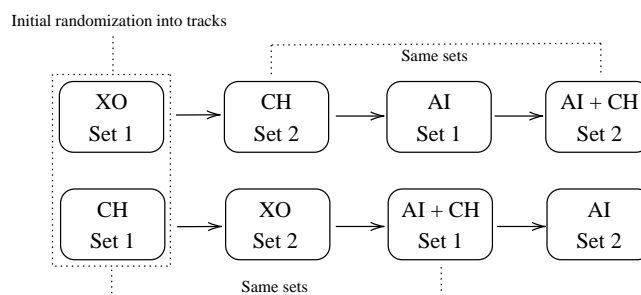 Initial randomization into tracks
Same sets
XO
Set 1
CH
Set 2
AI
Set 1
AI + CH
Set 2
CH
Set 1
XO
Set 2
AI + CH
Set 1
AI
Set 2
Same sets